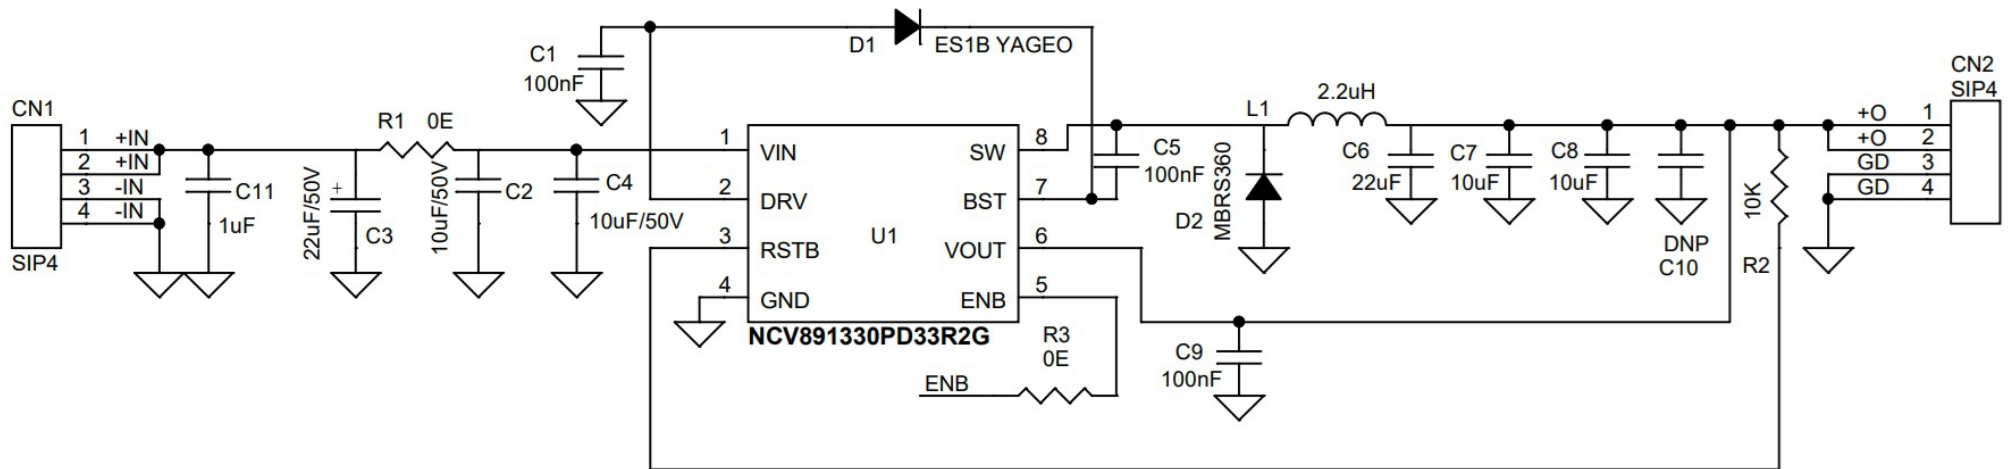 D1
ES1B YAGEO
C1
100nF
CN1
1 +IN
2 +IN
3 -IN
4 -IN
SIP4
C11
1uF
22uF/50V
+
C3
R1 0E
10uF/50V
C2
C4
10uF/50V
1 VIN
2 DRV
3 RSTB
4 GND
U1
SW 8
BST 7
VOUT 6
ENB 5
NCV891330PD33R2G
R3
0E
ENB
C5
100nF
L1
2.2uH
D2
MBRS360
C9
100nF
C6
22uF
C7
10uF
C8
10uF
DNP
C10
10K
R2
CN2
SIP4
+O 1
+O 2
GD 3
GD 4